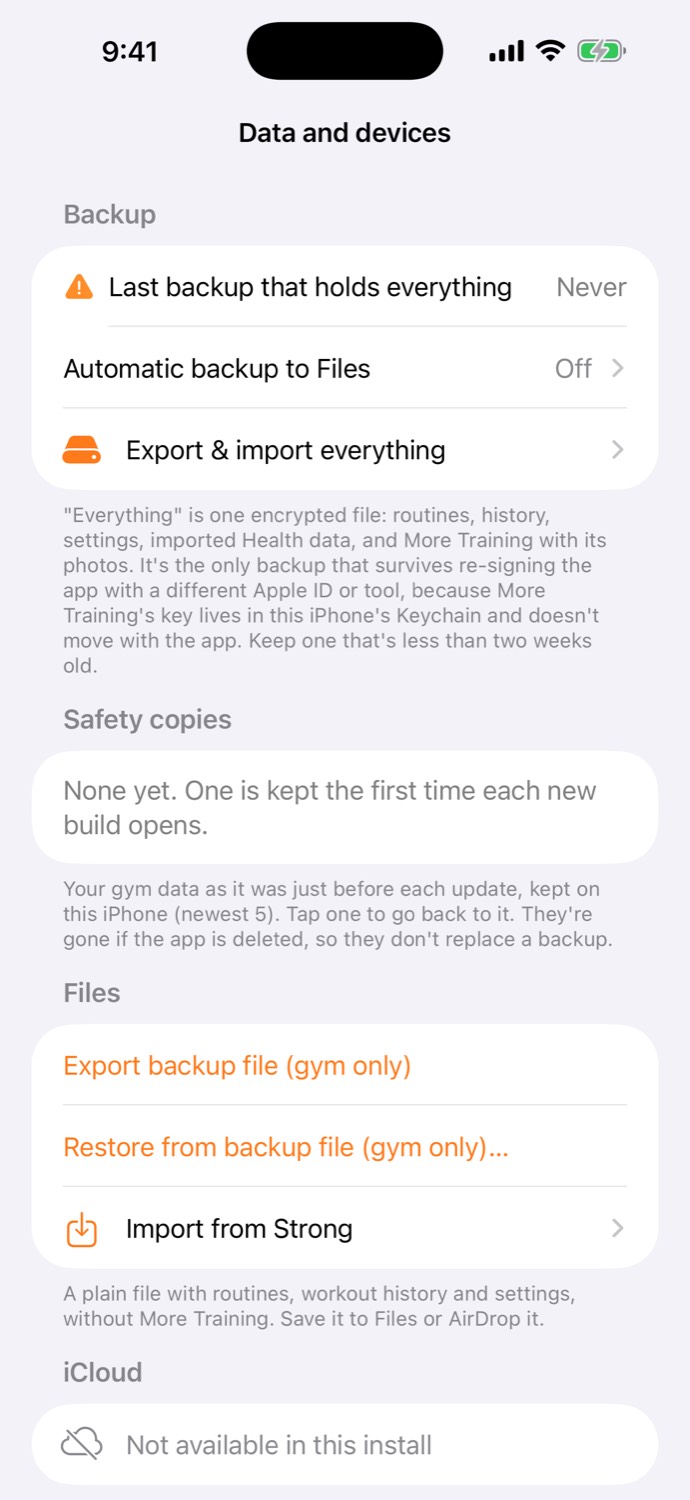 9:41
Data and devices
Backup
Last backup that holds everything Never
Automatic backup to Files Off
Export & import everything
"Everything" is one encrypted file: routines, history,
settings, imported Health data, and More Training with its
photos. It's the only backup that survives re-signing the
app with a different Apple ID or tool, because More
Training's key lives in this iPhone's Keychain and doesn't
move with the app. Keep one that's less than two weeks
old.
Safety copies
None yet. One is kept the first time each new
build opens.
Your gym data as it was just before each update, kept on
this iPhone (newest 5). Tap one to go back to it. They're
gone if the app is deleted, so they don't replace a backup.
Files
Export backup file (gym only)
Restore from backup file (gym only)...
Import from Strong
A plain file with routines, workout history and settings,
without More Training. Save it to Files or AirDrop it.
iCloud
Not available in this install